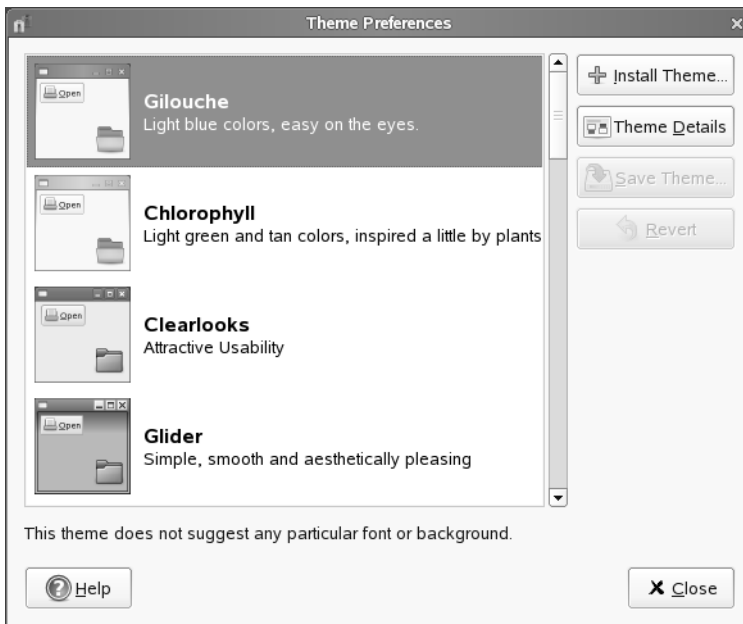 Theme Preferences
Open
Gilouche
Light blue colors, easy on the eyes.
Open
Chlorophyll
Light green and tan colors, inspired a little by plants
Open
Clearlooks
Attractive Usability
Open
Glider
Simple, smooth and aesthetically pleasing
Install Theme...
Theme Details
Save Theme...
Revert
This theme does not suggest any particular font or background.
Help
Close